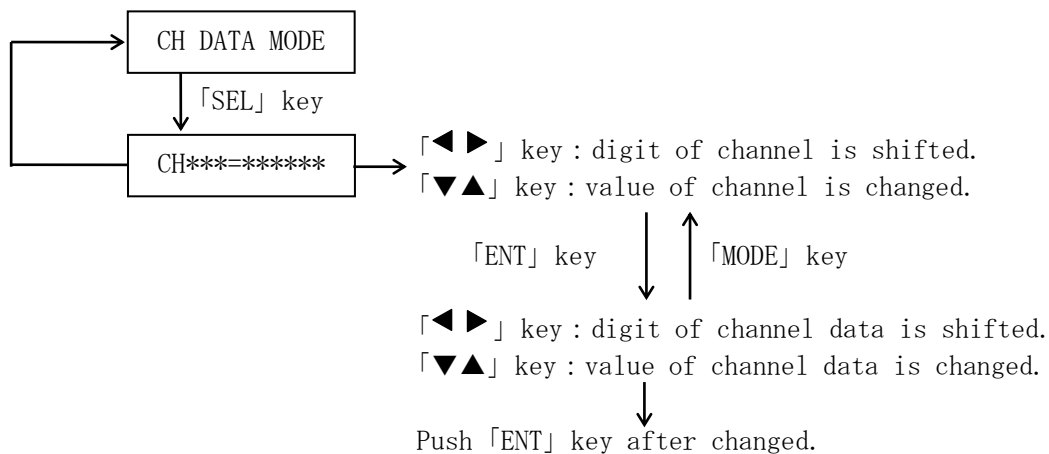 CH DATA MODE
「SEL」 key
CH***=******
「◀ ▶」 key：digit of channel is shifted.
「▼▲」 key：value of channel is changed.
「ENT」 key
「MODE」 key
「◀ ▶」 key：digit of channel data is shifted.
「▼▲」 key：value of channel data is changed.
Push「ENT」key after changed.